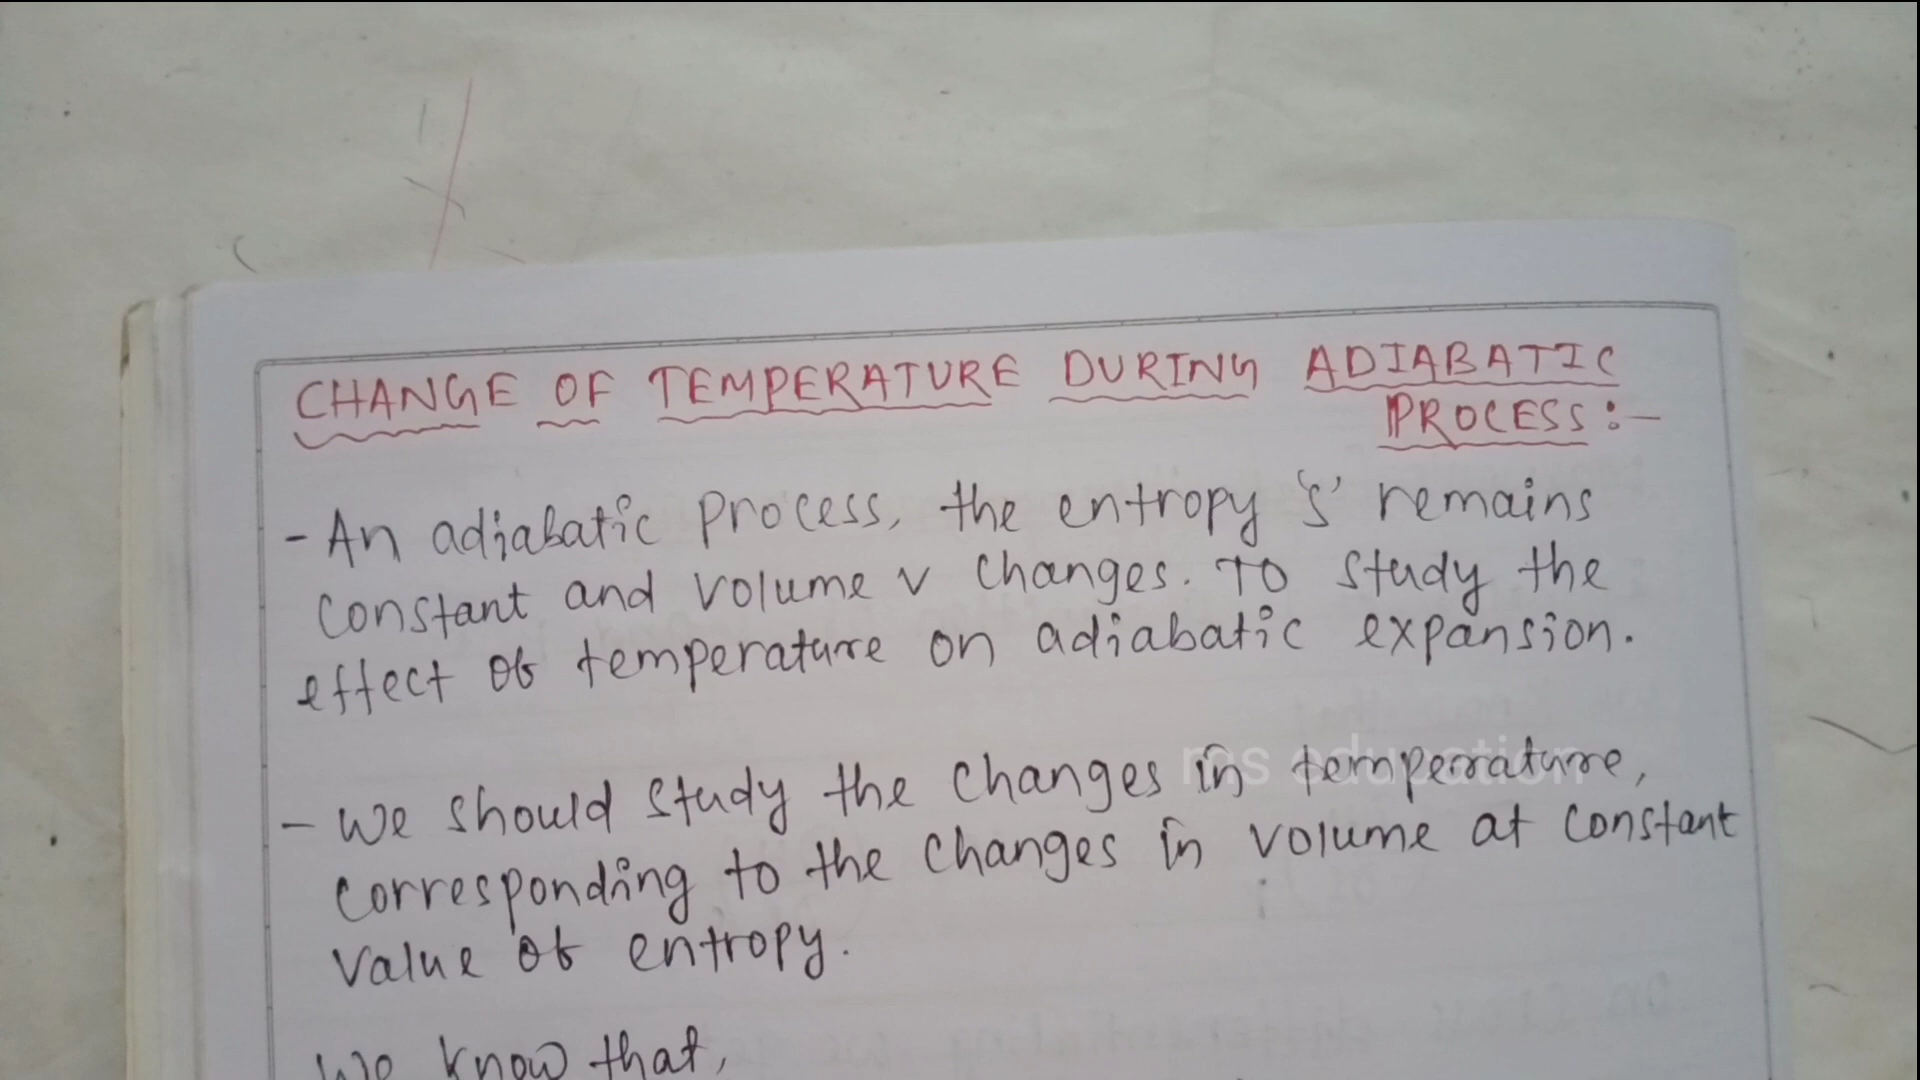 CHANGE OF TEMPERATURE DURING ADIABATIC
PROCESS:-
- An adiabatic process, the entropy 's' remains
constant and volume v changes. To study the
effect of temperature on adiabatic expansion.
ms education
- We should study the changes in temperature,
corresponding to the changes in volume at constant
value of entropy.
We know that,